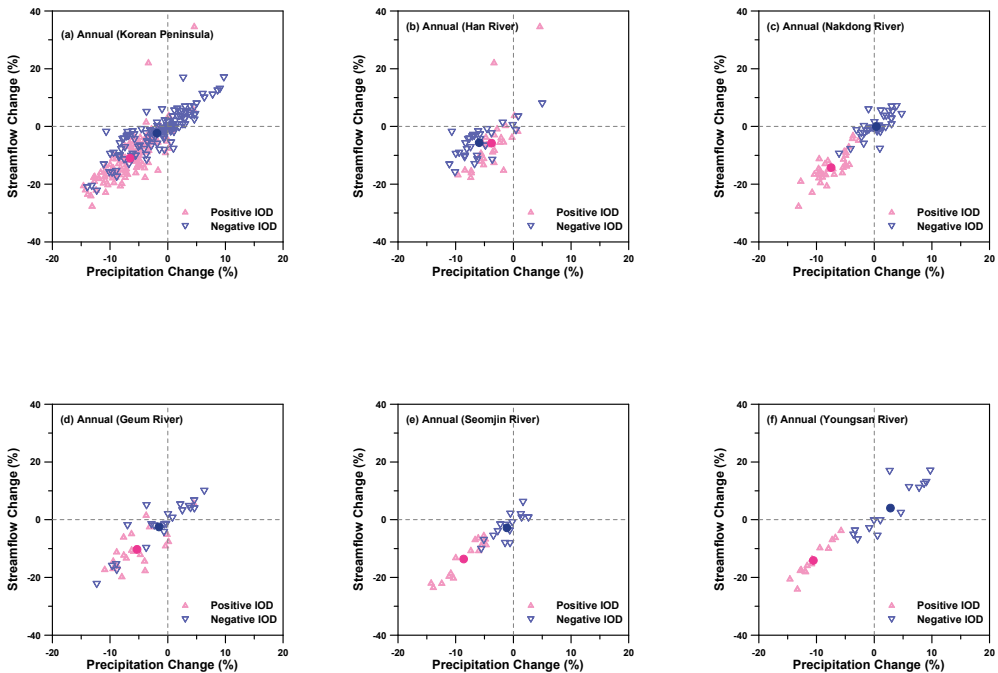 (a) Annual (Korean Peninsula)
40
20
0
-20
-40
-20
-10
0
10
20
Streamflow Change (%)
Precipitation Change (%)
Positive IOD
Negative IOD
(b) Annual (Han River)
40
20
0
-20
-40
-20
-10
0
10
20
Streamflow Change (%)
Precipitation Change (%)
Positive IOD
Negative IOD
(c) Annual (Nakdong River)
40
20
0
-20
-40
-20
-10
0
10
20
Streamflow Change (%)
Precipitation Change (%)
Positive IOD
Negative IOD
(d) Annual (Geum River)
40
20
0
-20
-40
-20
-10
0
10
20
Streamflow Change (%)
Precipitation Change (%)
Positive IOD
Negative IOD
(e) Annual (Seomjin River)
40
20
0
-20
-40
-20
-10
0
10
20
Streamflow Change (%)
Precipitation Change (%)
Positive IOD
Negative IOD
(f) Annual (Youngsan River)
40
20
0
-20
-40
-20
-10
0
10
20
Streamflow Change (%)
Precipitation Change (%)
Positive IOD
Negative IOD